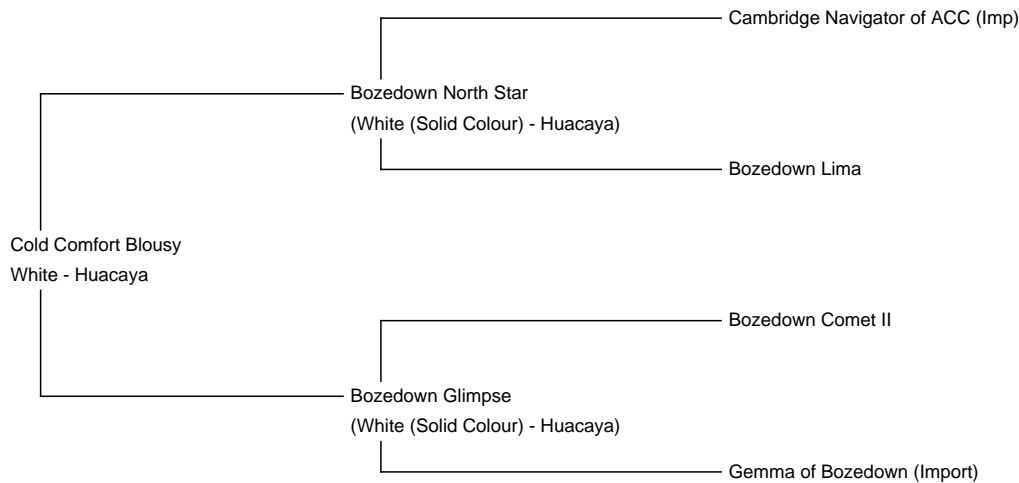 Cambridge Navigator of ACC (Imp)
Bozedown North Star
(White (Solid Colour) - Huacaya)
Bozedown Lima
Cold Comfort Blousy
White - Huacaya
Bozedown Comet II
Bozedown Glimpse
(White (Solid Colour) - Huacaya)
Gemma of Bozedown (Import)